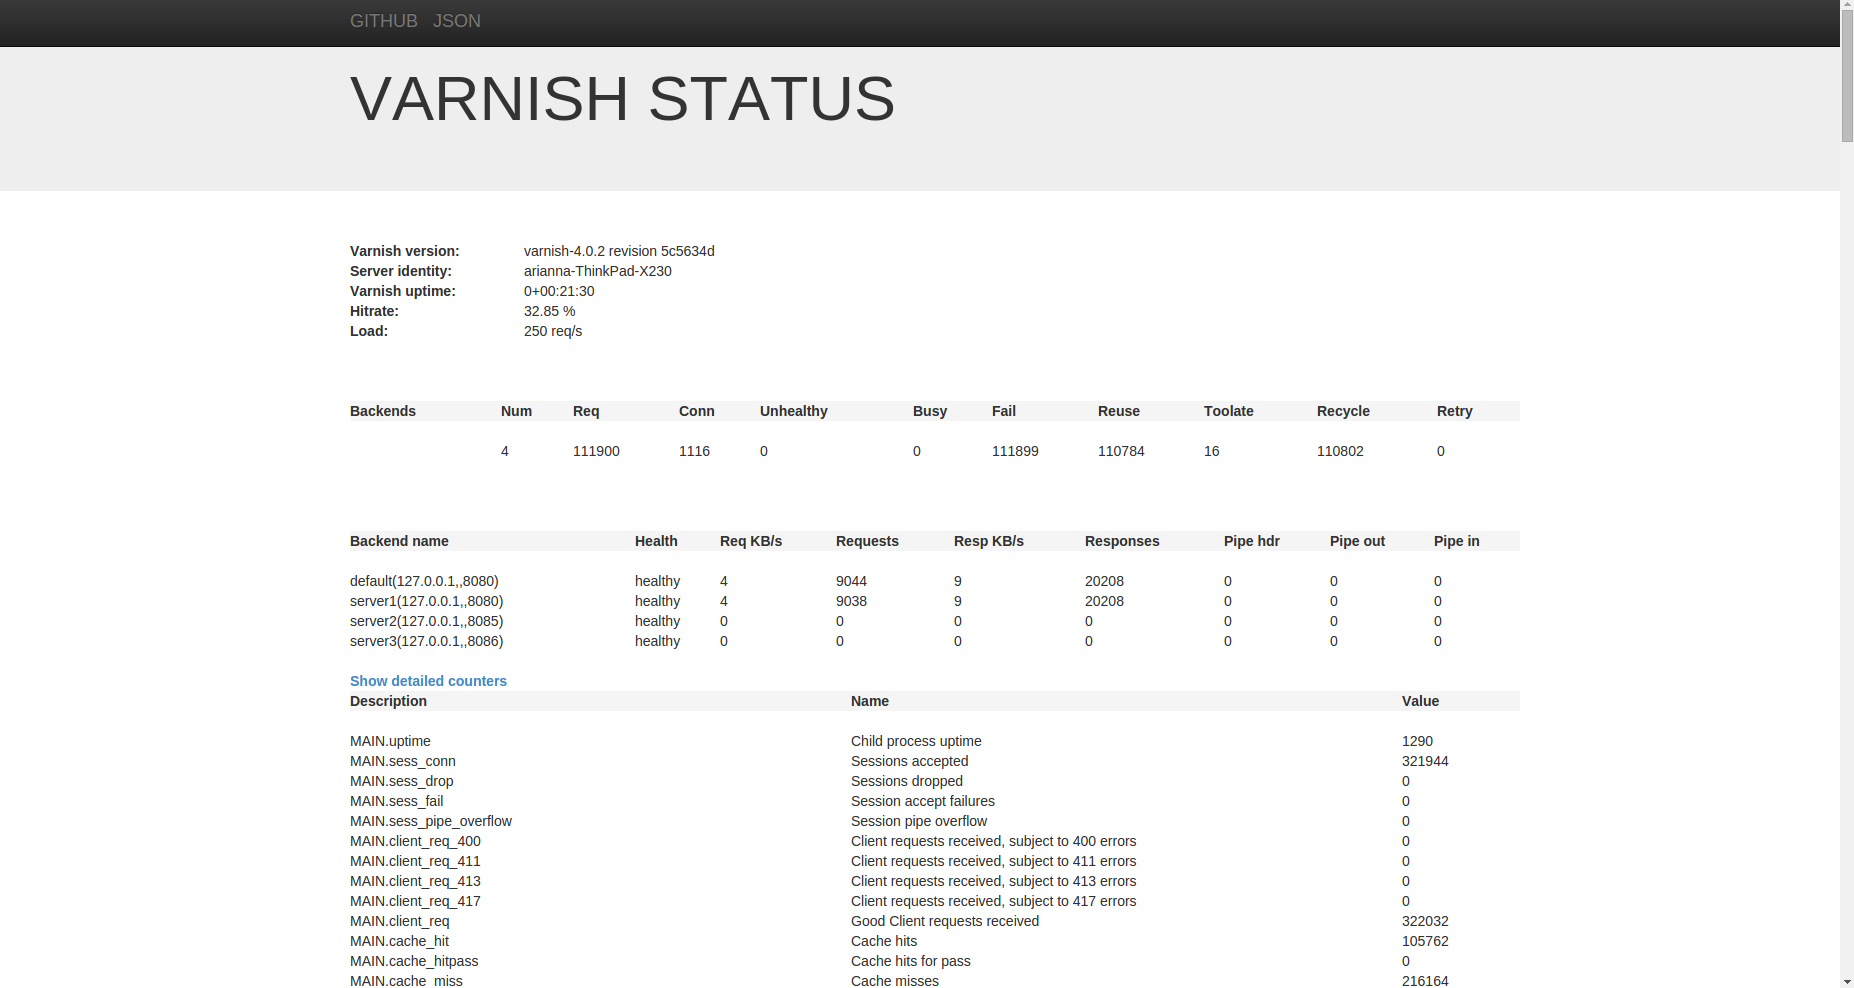 GITHUB JSON
VARNISH STATUS
Varnish version: varnish-4.0.2 revision 5c5634d
Server identity: arianna-ThinkPad-X230
Varnish uptime: 0+00:21:30
Hitrate: 32.85 %
Load: 250 req/s
Backends Num Req Conn Unhealthy Busy Fail Reuse Toolate Recycle Retry
4 111900 1116 0 0 111899 110784 16 110802 0
Backend name Health Req KB/s Requests Resp KB/s Responses Pipe hdr Pipe out Pipe in
default(127.0.0.1,,8080) healthy 4 9044 9 20208 0 0 0
server1(127.0.0.1,,8080) healthy 4 9038 9 20208 0 0 0
server2(127.0.0.1,,8085) healthy 0 0 0 0 0 0 0
server3(127.0.0.1,,8086) healthy 0 0 0 0 0 0 0
Show detailed counters
Description Name Value
MAIN.uptime Child process uptime 1290
MAIN.sess_conn Sessions accepted 321944
MAIN.sess_drop Sessions dropped 0
MAIN.sess_fail Session accept failures 0
MAIN.sess_pipe_overflow Session pipe overflow 0
MAIN.client_req_400 Client requests received, subject to 400 errors 0
MAIN.client_req_411 Client requests received, subject to 411 errors 0
MAIN.client_req_413 Client requests received, subject to 413 errors 0
MAIN.client_req_417 Client requests received, subject to 417 errors 0
MAIN.client_req Good Client requests received 322032
MAIN.cache_hit Cache hits 105762
MAIN.cache_hitpass Cache hits for pass 0
MAIN.cache_miss Cache misses 216164